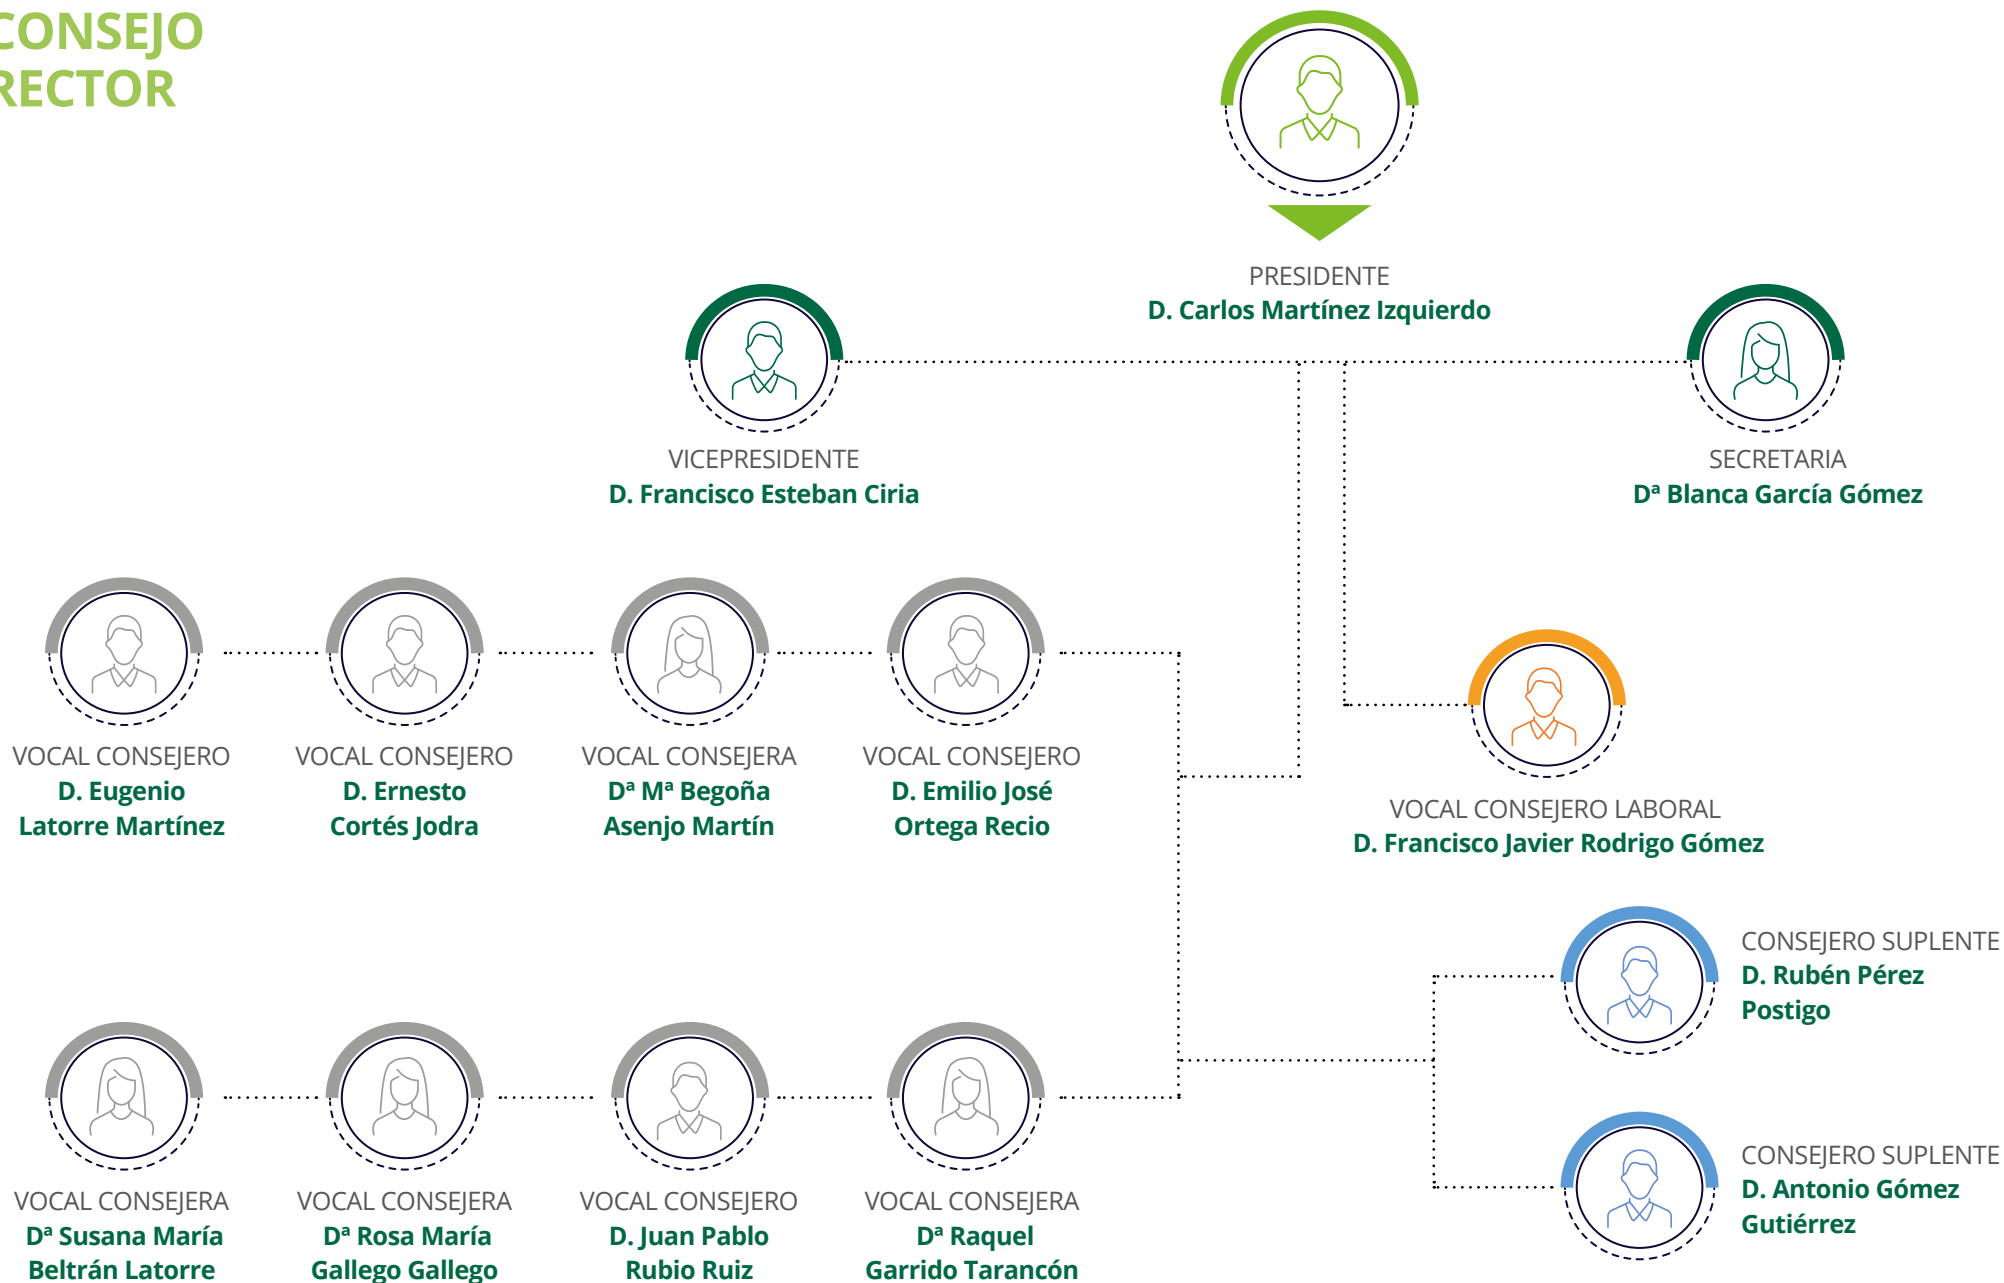 CONSEJO
RECTOR
PRESIDENTE
D. Carlos Martínez Izquierdo
VICEPRESIDENTE
D. Francisco Esteban Ciria
SECRETARIA
Dª Blanca García Gómez
VOCAL CONSEJERO
D. Eugenio
Latorre Martínez
VOCAL CONSEJERO
D. Ernesto
Cortés Jodra
VOCAL CONSEJERA
Dª Mª Begoña
Asenjo Martín
VOCAL CONSEJERO
D. Emilio José
Ortega Recio
VOCAL CONSEJERO LABORAL
D. Francisco Javier Rodrigo Gómez
CONSEJERO SUPLENTE
D. Rubén Pérez
Postigo
CONSEJERO SUPLENTE
D. Antonio Gómez
Gutiérrez
VOCAL CONSEJERA
Dª Susana María
Beltrán Latorre
VOCAL CONSEJERA
Dª Rosa María
Gallego Gallego
VOCAL CONSEJERO
D. Juan Pablo
Rubio Ruiz
VOCAL CONSEJERA
Dª Raquel
Garrido Tarancón